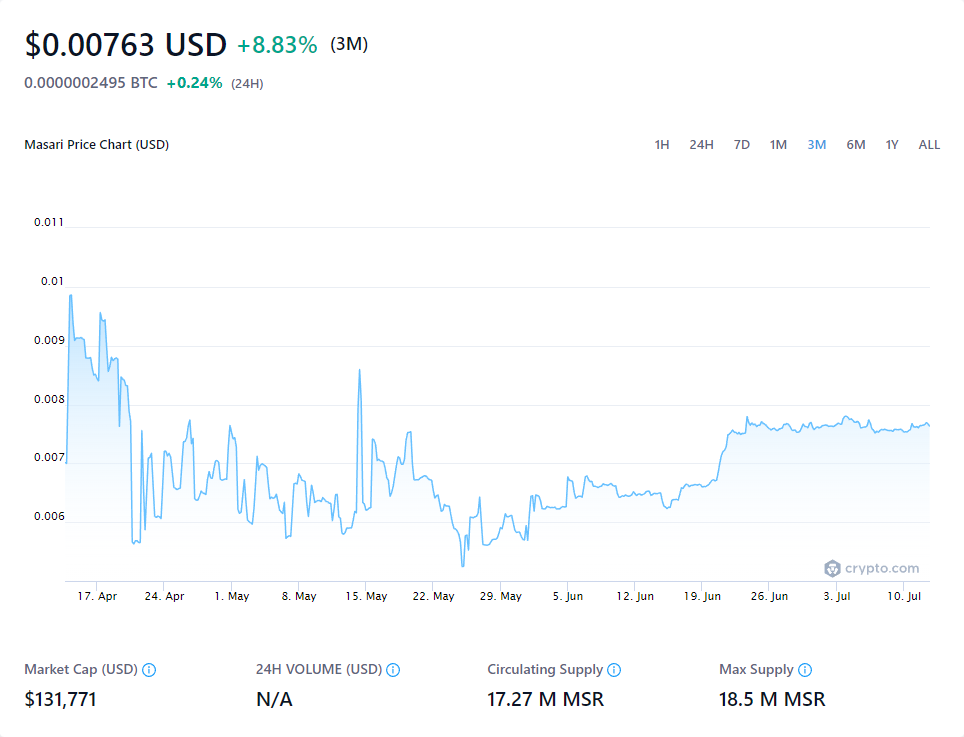 $0.00763 USD +8.83% (3M)
0.0000002495 BTC +0.24% (24H)
Masari Price Chart (USD) 1H 24H 7D 1M 3M 6M 1Y ALL
0.011
0.01
0.009
0.008
0.007
0.006
crypto.com
17. Apr 24. Apr 1. May 8. May 15. May 22. May 29. May 5. Jun 12. Jun 19. Jun 26. Jun 3. Jul 10. Jul
Market Cap (USD) 24H VOLUME (USD) Circulating Supply Max Supply
$131,771 N/A 17.27 M MSR 18.5 M MSR